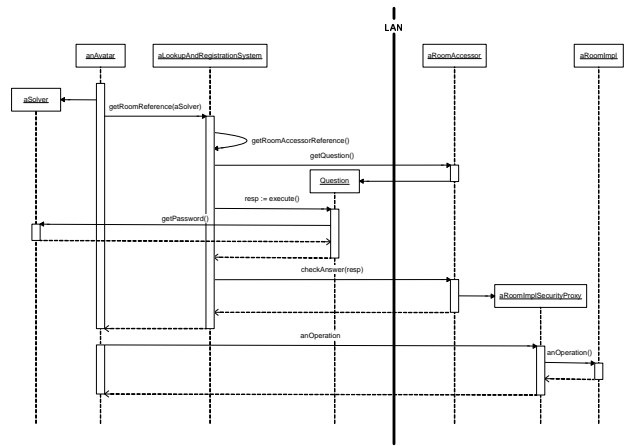 LAN
anAvatar
aLookupAndRegistrationSystem
aRoomAccessor
aRoomImpl
aSolver
getRoomReference(aSolver)
getRoomAccessorReference()
getQuestion()
Question
resp := execute()
getPassword()
checkAnswer(resp)
aRoomImplSecurityProxy
anOperation
anOperation()